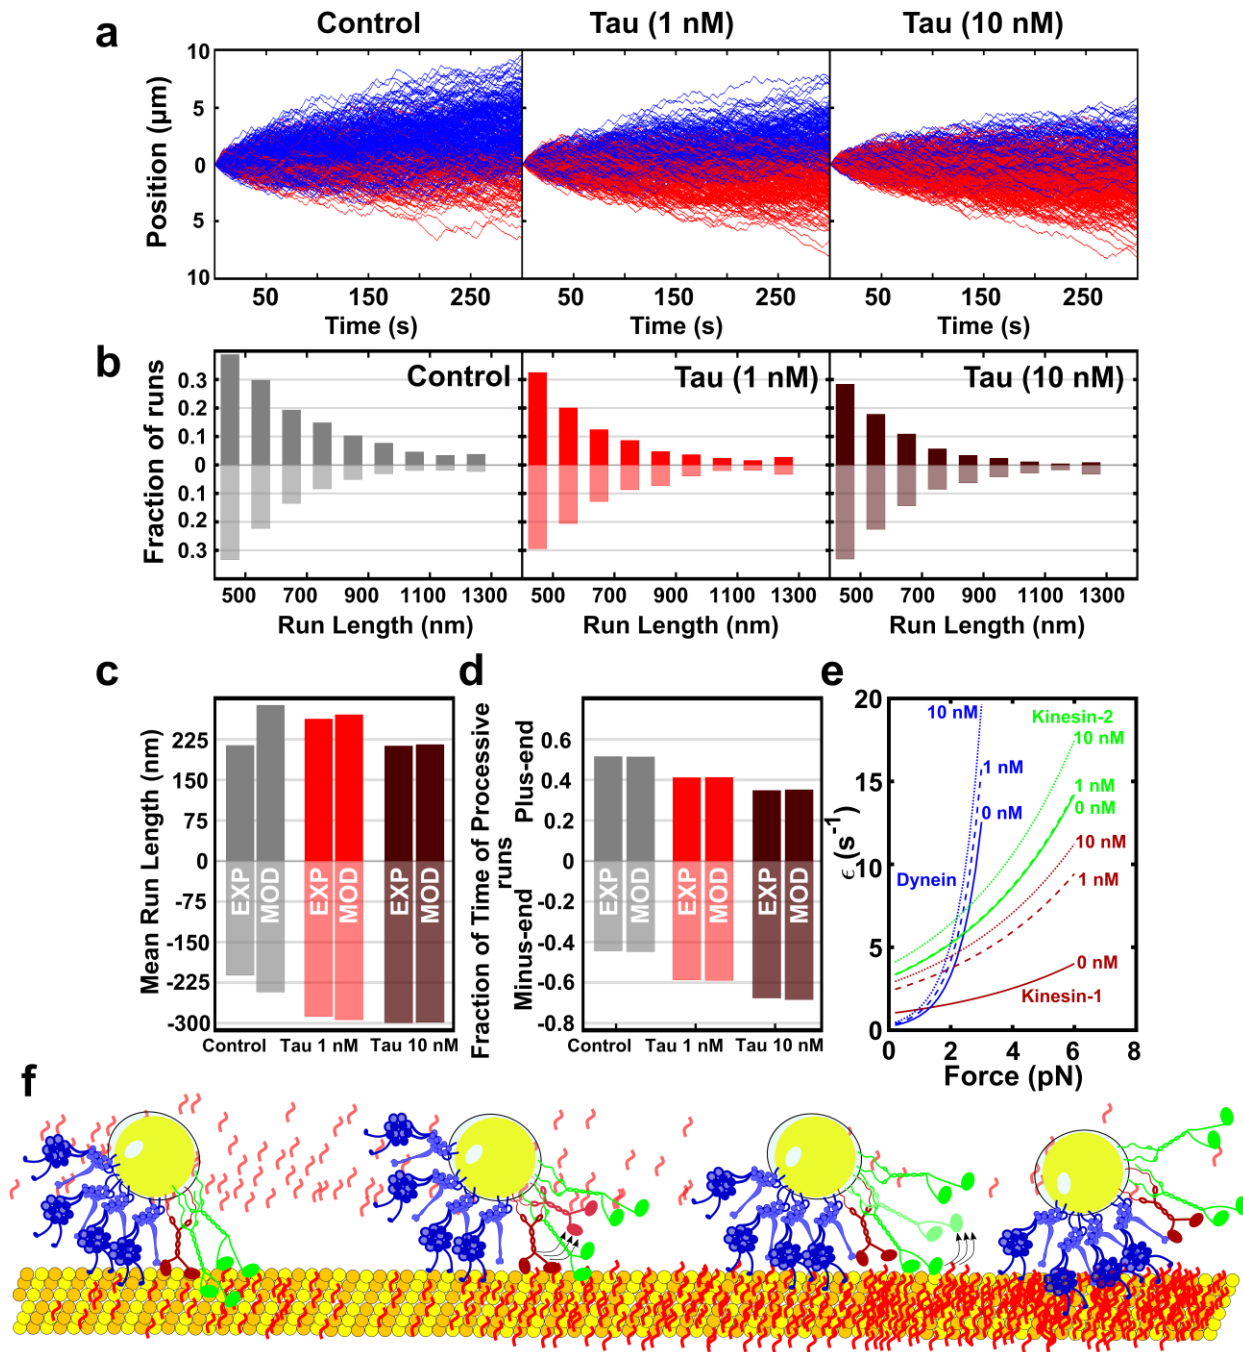 a
Control
Tau (1 nM)
Tau (10 nM)
Position (µm)
10
5
0
5
10
50
150
250
50
150
250
50
150
250
Time (s)
Time (s)
Time (s)
b
Fraction of runs
0.3
0.2
0.1
0
0.1
0.2
0.3
Control
Tau (1 nM)
Tau (10 nM)
500 700 900 1100 1300
500 700 900 1100 1300
500 700 900 1100 1300
Run Length (nm)
Run Length (nm)
Run Length (nm)
c
Mean Run Length (nm)
225
150
75
0
-75
-150
-225
-300
EXP
MOD
EXP
MOD
EXP
MOD
Control
Tau 1 nM
Tau 10 nM
d
Fraction of Time of Processive
runs
Minus-end
Plus-end
0.6
0.4
0.2
0
-0.2
-0.4
-0.6
-0.8
EXP
MOD
EXP
MOD
EXP
MOD
Control
Tau 1 nM
Tau 10 nM
e
ϵ (s⁻¹)
20
15
10
5
0
10 nM
1 nM
0 nM
Dynein
Kinesin-2
10 nM
1 nM
0 nM
10 nM
1 nM
0 nM
Kinesin-1
0 2 4 6 8
Force (pN)
f